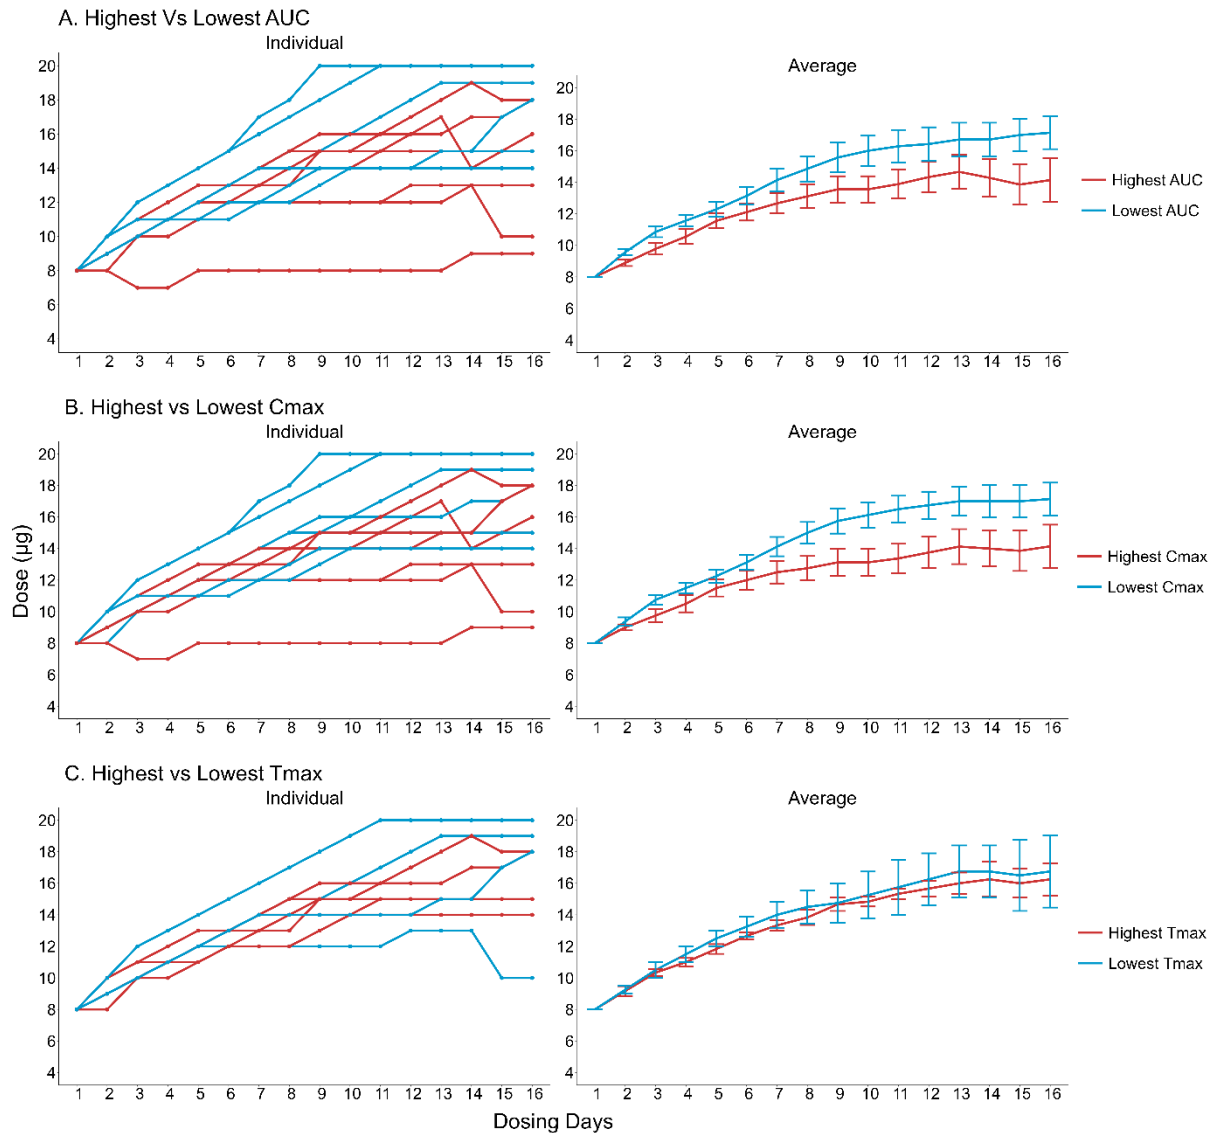 A. Highest Vs Lowest AUC
Individual
Average
20
18
16
14
12
10
8
6
4
1 2 3 4 5 6 7 8 9 10 11 12 13 14 15 16
20
18
16
14
12
10
8
6
4
1 2 3 4 5 6 7 8 9 10 11 12 13 14 15 16
Highest AUC
Lowest AUC
B. Highest vs Lowest Cmax
Individual
Average
Dose (µg)
20
18
16
14
12
10
8
6
4
1 2 3 4 5 6 7 8 9 10 11 12 13 14 15 16
20
18
16
14
12
10
8
6
4
1 2 3 4 5 6 7 8 9 10 11 12 13 14 15 16
Highest Cmax
Lowest Cmax
C. Highest vs Lowest Tmax
Individual
Average
20
18
16
14
12
10
8
6
4
1 2 3 4 5 6 7 8 9 10 11 12 13 14 15 16
20
18
16
14
12
10
8
6
4
1 2 3 4 5 6 7 8 9 10 11 12 13 14 15 16
Highest Tmax
Lowest Tmax
Dosing Days